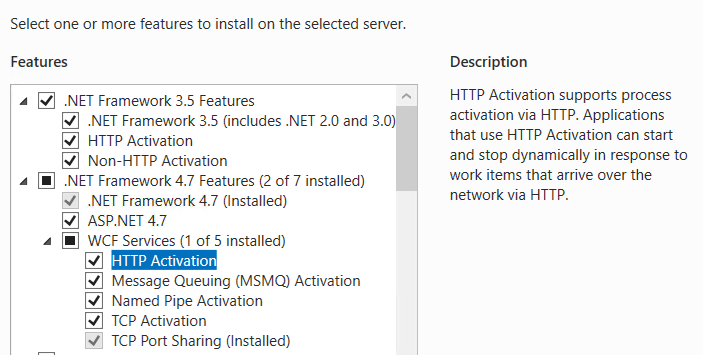 Select one or more features to install on the selected server.
Features
.NET Framework 3.5 Features
.NET Framework 3.5 (includes .NET 2.0 and 3.0)
HTTP Activation
Non-HTTP Activation
.NET Framework 4.7 Features (2 of 7 installed)
.NET Framework 4.7 (Installed)
ASP.NET 4.7
WCF Services (1 of 5 installed)
HTTP Activation
Message Queuing (MSMQ) Activation
Named Pipe Activation
TCP Activation
TCP Port Sharing (Installed)
Description
HTTP Activation supports process
activation via HTTP. Applications
that use HTTP Activation can start
and stop dynamically in response to
work items that arrive over the
network via HTTP.